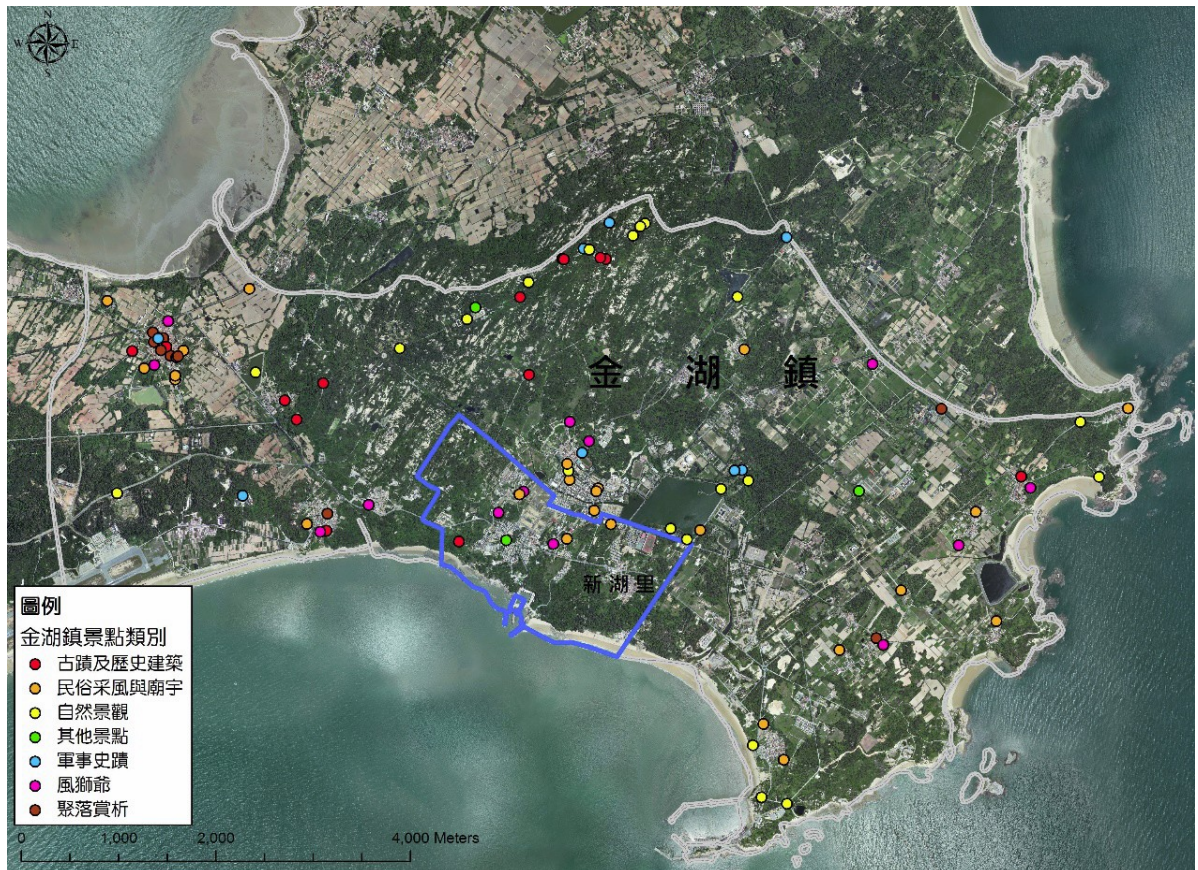 N
W E
S
金湖鎮
新湖里
圖例
金湖鎮景點類別
古蹟及歷史建築
民俗采風與廟宇
自然景觀
其他景點
軍事史蹟
風獅爺
聚落賞析
0 1,000 2,000 4,000 Meters